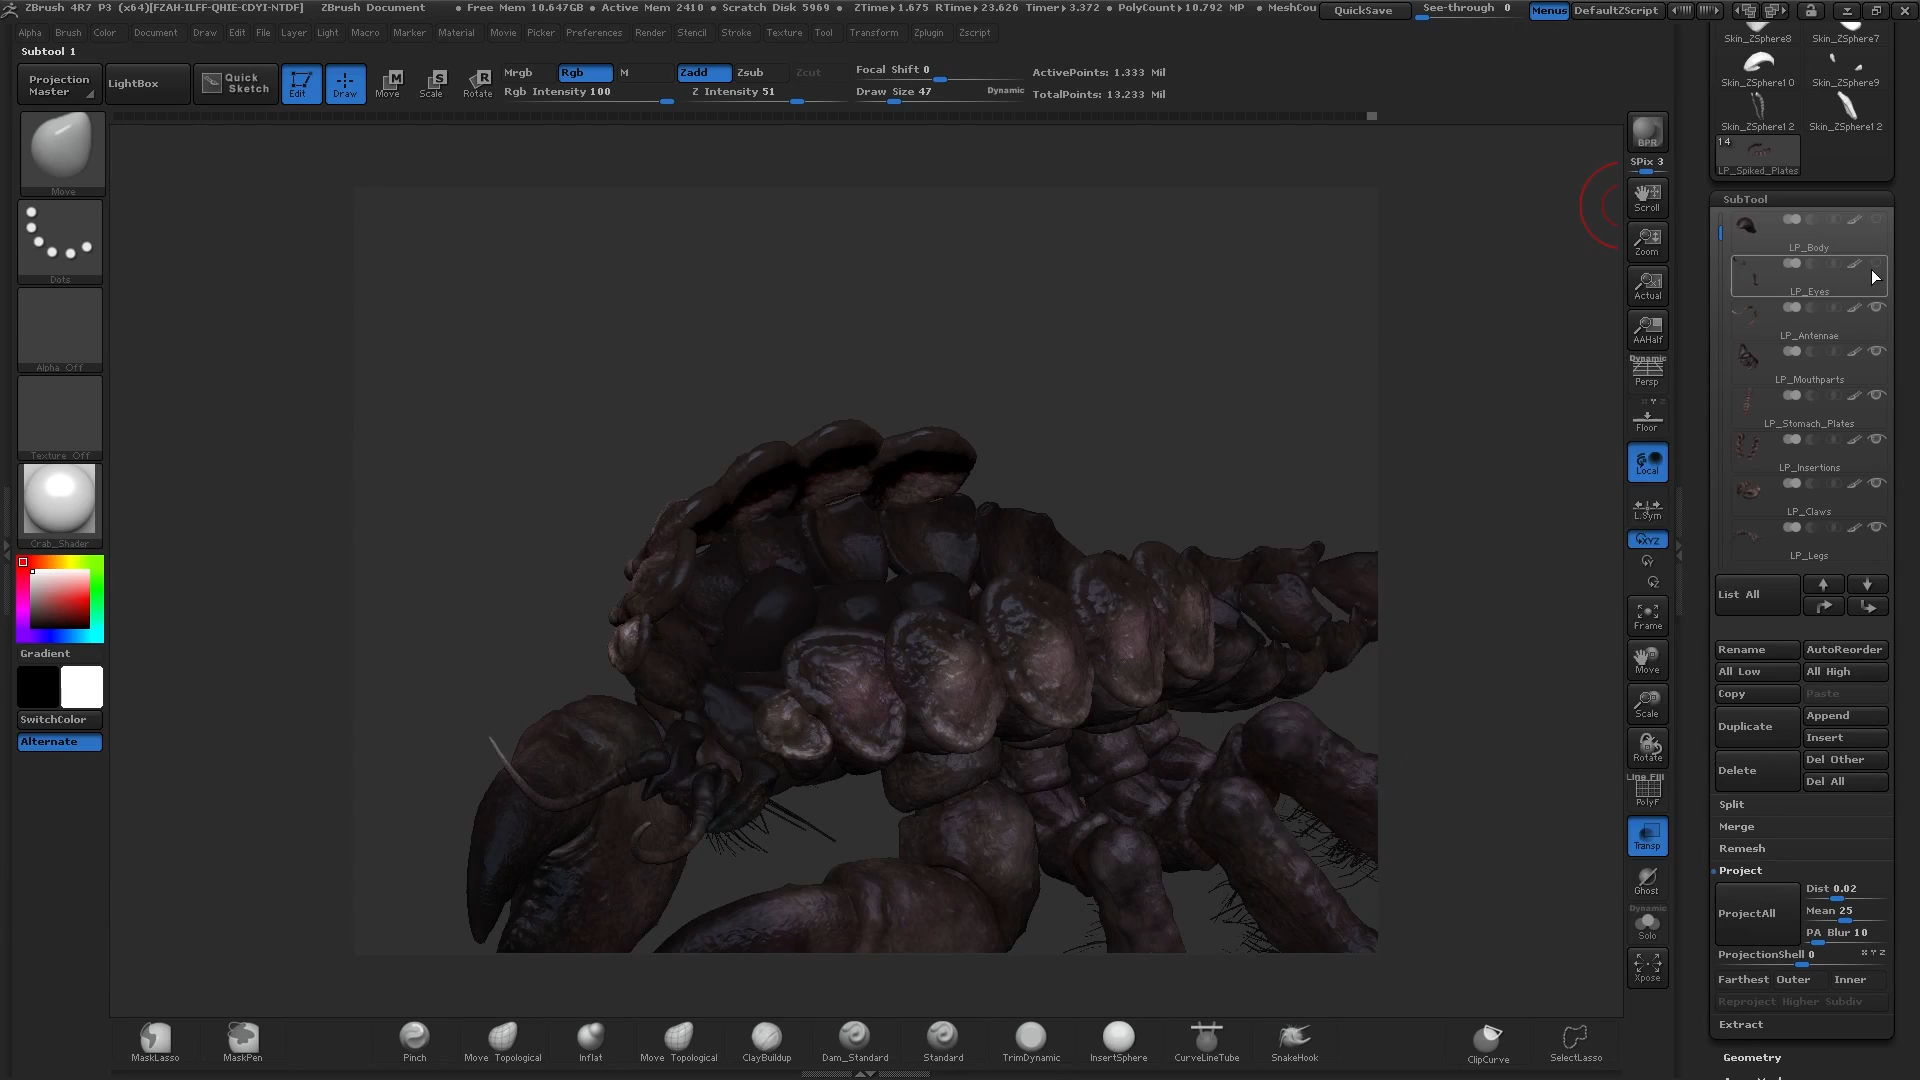 ZBrush 4R7 P3 (x64)[FZAH-ILFF-QHIE-CDYI-NTDF] ZBrush Document • Free Mem 10.647GB • Active Mem 2410 • Scratch Disk 5969 • ZTime▸1.675 RTime▸23.626 Timer▸3.372 • PolyCount▸10.792 MP • MeshCou QuickSave See-through 0 Menus DefaultZScript
Alpha Brush Color Document Draw Edit File Layer Light Macro Marker Material Movie Picker Preferences Render Stencil Stroke Texture Tool Transform Zplugin Zscript
Subtool 1
Projection Master
LightBox
Quick Sketch
Edit
Draw
Move
Scale
Rotate
Mrgb Rgb M
Rgb Intensity 100
Zadd Zsub Zcut
Z Intensity 51
Focal Shift 0
Draw Size 47
Dynamic
ActivePoints: 1.333 Mil
TotalPoints: 13.233 Mil
Move
Dots
Alpha Off
Texture Off
Crab_Shader
Gradient
SwitchColor
Alternate
BPR
SPix 3
Scroll
Zoom
Actual
AAHalf
Dynamic
Persp
X Y Z
Floor
Local
L.Sym
XYZ
Y
Z
Frame
Move
Scale
Rotate
Line Fill
PolyF
Transp
Ghost
Dynamic
Solo
Xpose
Skin_ZSphere8 Skin_ZSphere7
Skin_ZSphere10 Skin_ZSphere9
Skin_ZSphere12 Skin_ZSphere12
14
LP_Spiked_Plates
SubTool
LP_Body
LP_Eyes
LP_Antennae
LP_Mouthparts
LP_Stomach_Plates
LP_Insertions
LP_Claws
LP_Legs
List All
Rename AutoReorder
All Low All High
Copy Paste
Duplicate Append
Insert
Delete Del Other
Del All
Split
Merge
Remesh
Project
ProjectAll
Dist 0.02
Mean 25
PA Blur 10
ProjectionShell 0 X Y Z
Farthest Outer Inner
Reproject Higher Subdiv
Extract
Geometry
MaskLasso MaskPen Pinch Move Topological Inflat Move Topological ClayBuildup Dam_Standard Standard TrimDynamic InsertSphere CurveLineTube SnakeHook ClipCurve SelectLasso